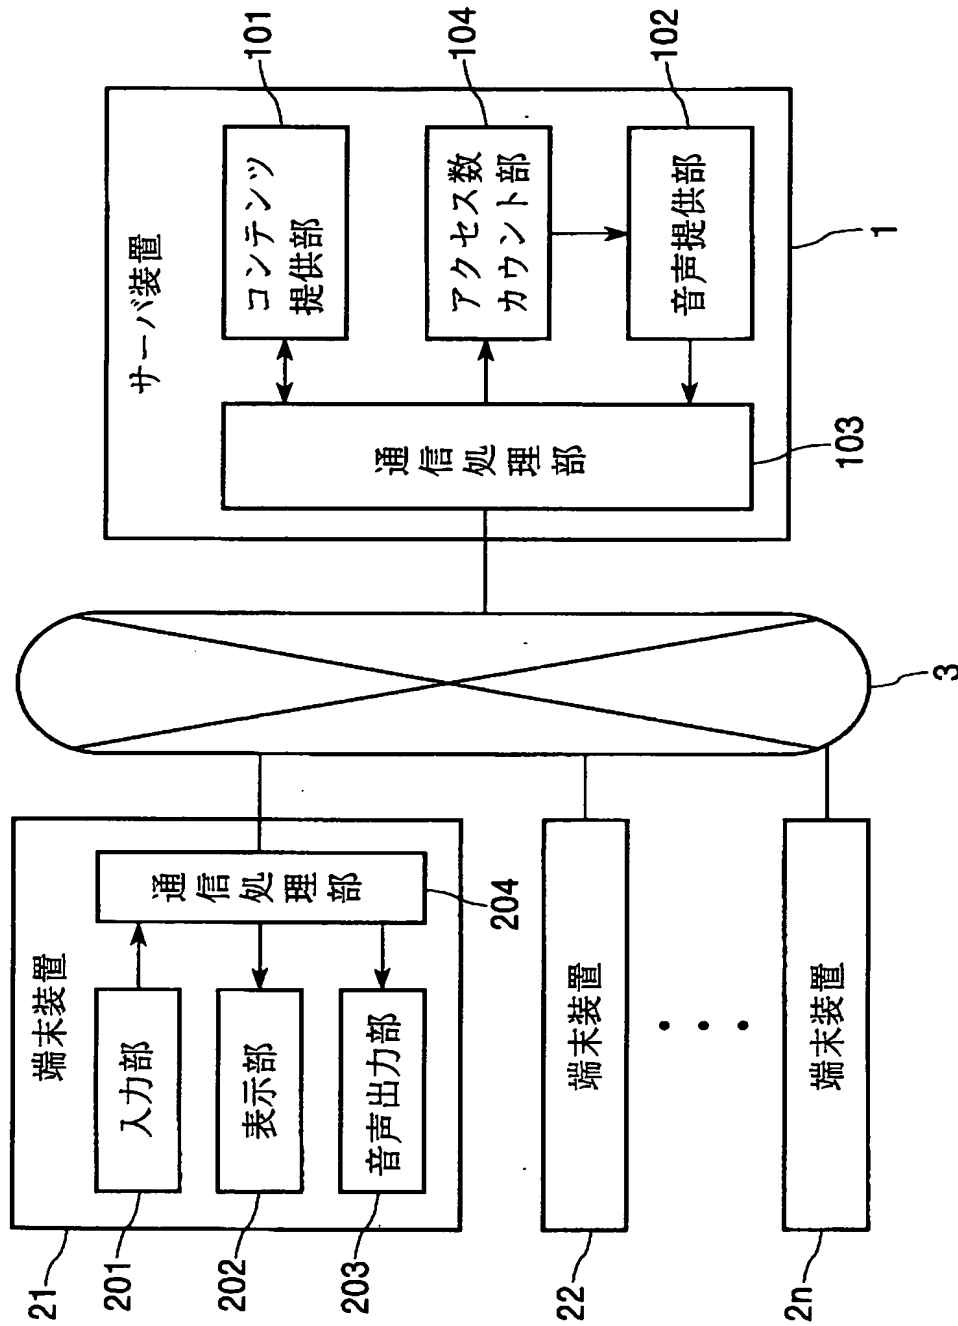 サーバ装置
101
コンテンツ
提供部
104
アクセス数
カウント部
102
音声提供部
通信処理部
103
1
3
端末装置
21
通信処理部
204
201
入力部
202
表示部
203
音声出力部
22
端末装置
2n
端末装置